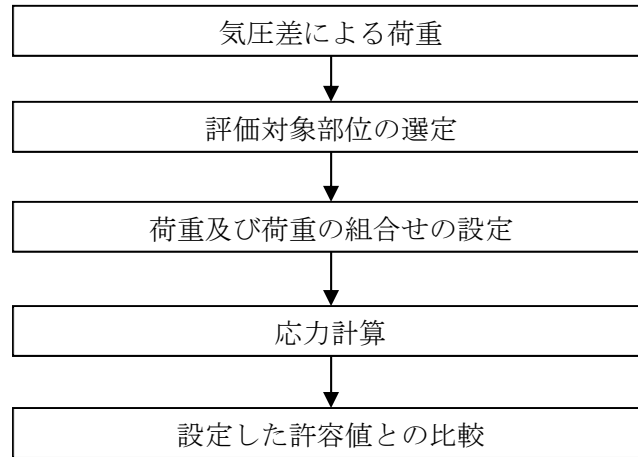 気圧差による荷重
評価対象部位の選定
荷重及び荷重の組合せの設定
応力計算
設定した許容値との比較